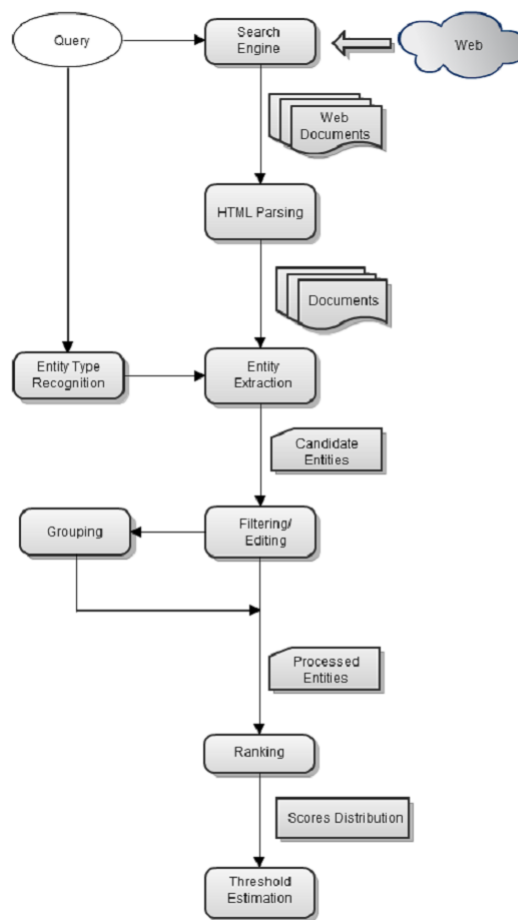 Query
Search
Engine
Web
Web
Documents
HTML Parsing
Documents
Entity Type
Recognition
Entity
Extraction
Candidate
Entities
Grouping
Filtering/
Editing
Processed
Entities
Ranking
Scores Distribution
Threshold
Estimation